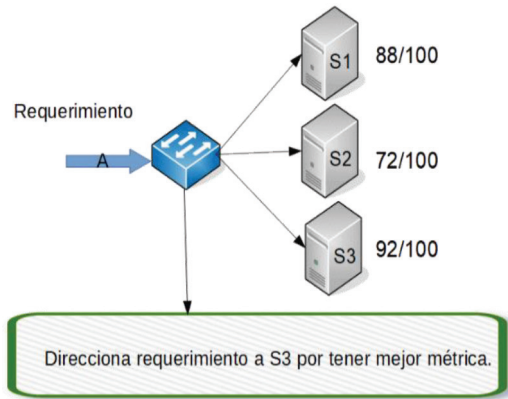 S1 88/100
Requerimiento
A
S2 72/100
S3 92/100
Direcciona requerimiento a S3 por tener mejor métrica.